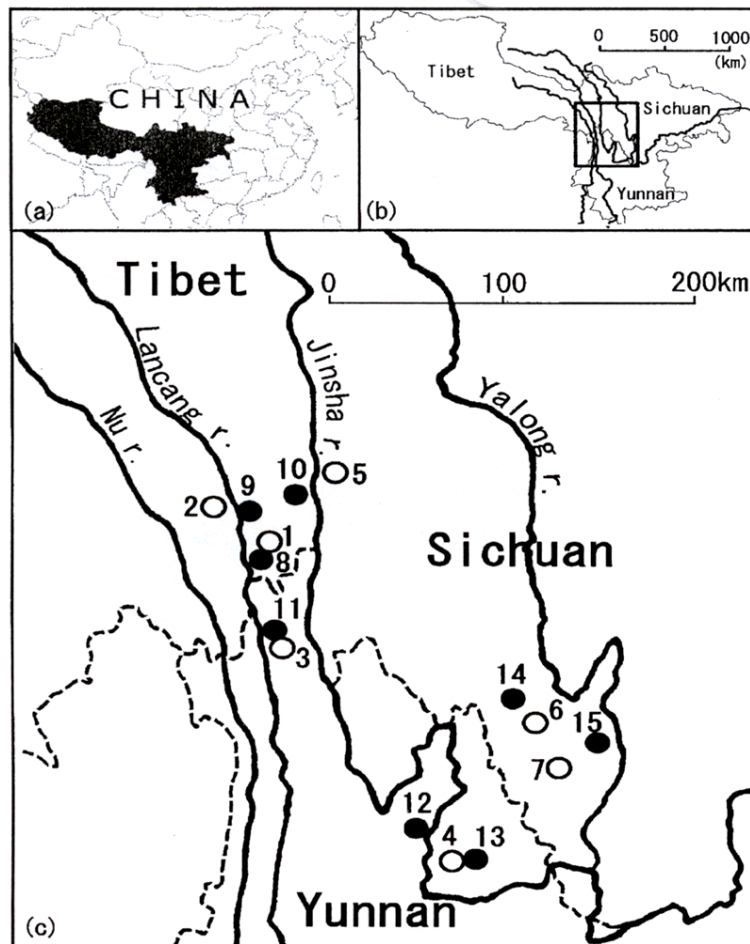 CHINA
(a)
0 500 1000
(km)
Tibet
Sichuan
Yunnan
(b)
Tibet
0 100 200km
Lancang r.
Jinsha r.
Nu r.
Yalong r.
10 5
9
2
1
Sichuan
8
11
3
14
6
15
7
12
4 13
Yunnan
(c)